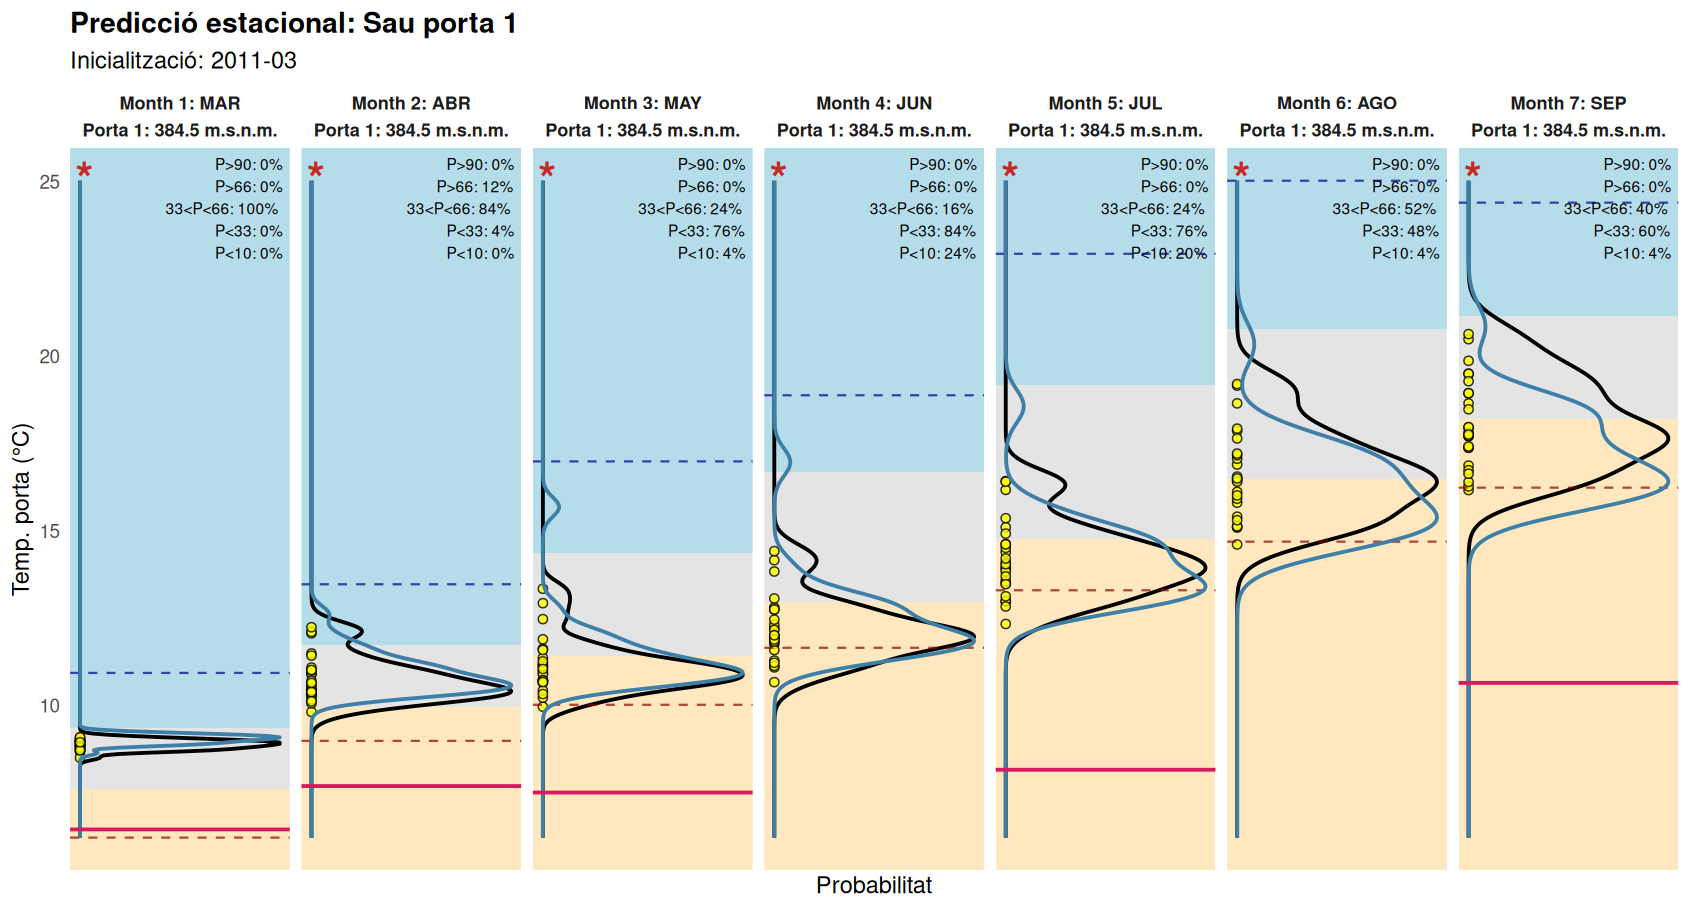 Predicció estacional: Sau porta 1
Inicialització: 2011-03
Month 1: MAR
Porta 1: 384.5 m.s.n.m.
Month 2: ABR
Porta 1: 384.5 m.s.n.m.
Month 3: MAY
Porta 1: 384.5 m.s.n.m.
Month 4: JUN
Porta 1: 384.5 m.s.n.m.
Month 5: JUL
Porta 1: 384.5 m.s.n.m.
Month 6: AGO
Porta 1: 384.5 m.s.n.m.
Month 7: SEP
Porta 1: 384.5 m.s.n.m.
*
P>90: 0%
P>66: 0%
33<P<66: 100%
P<33: 0%
P<10: 0%
*
P>90: 0%
P>66: 12%
33<P<66: 84%
P<33: 4%
P<10: 0%
*
P>90: 0%
P>66: 0%
33<P<66: 24%
P<33: 76%
P<10: 4%
*
P>90: 0%
P>66: 0%
33<P<66: 16%
P<33: 84%
P<10: 24%
*
P>90: 0%
P>66: 0%
33<P<66: 24%
P<33: 76%
P<10: 20%
*
P>90: 0%
P>66: 0%
33<P<66: 52%
P<33: 48%
P<10: 4%
*
P>90: 0%
P>66: 0%
33<P<66: 40%
P<33: 60%
P<10: 4%
25
20
15
10
Temp. porta (°C)
Probabilitat